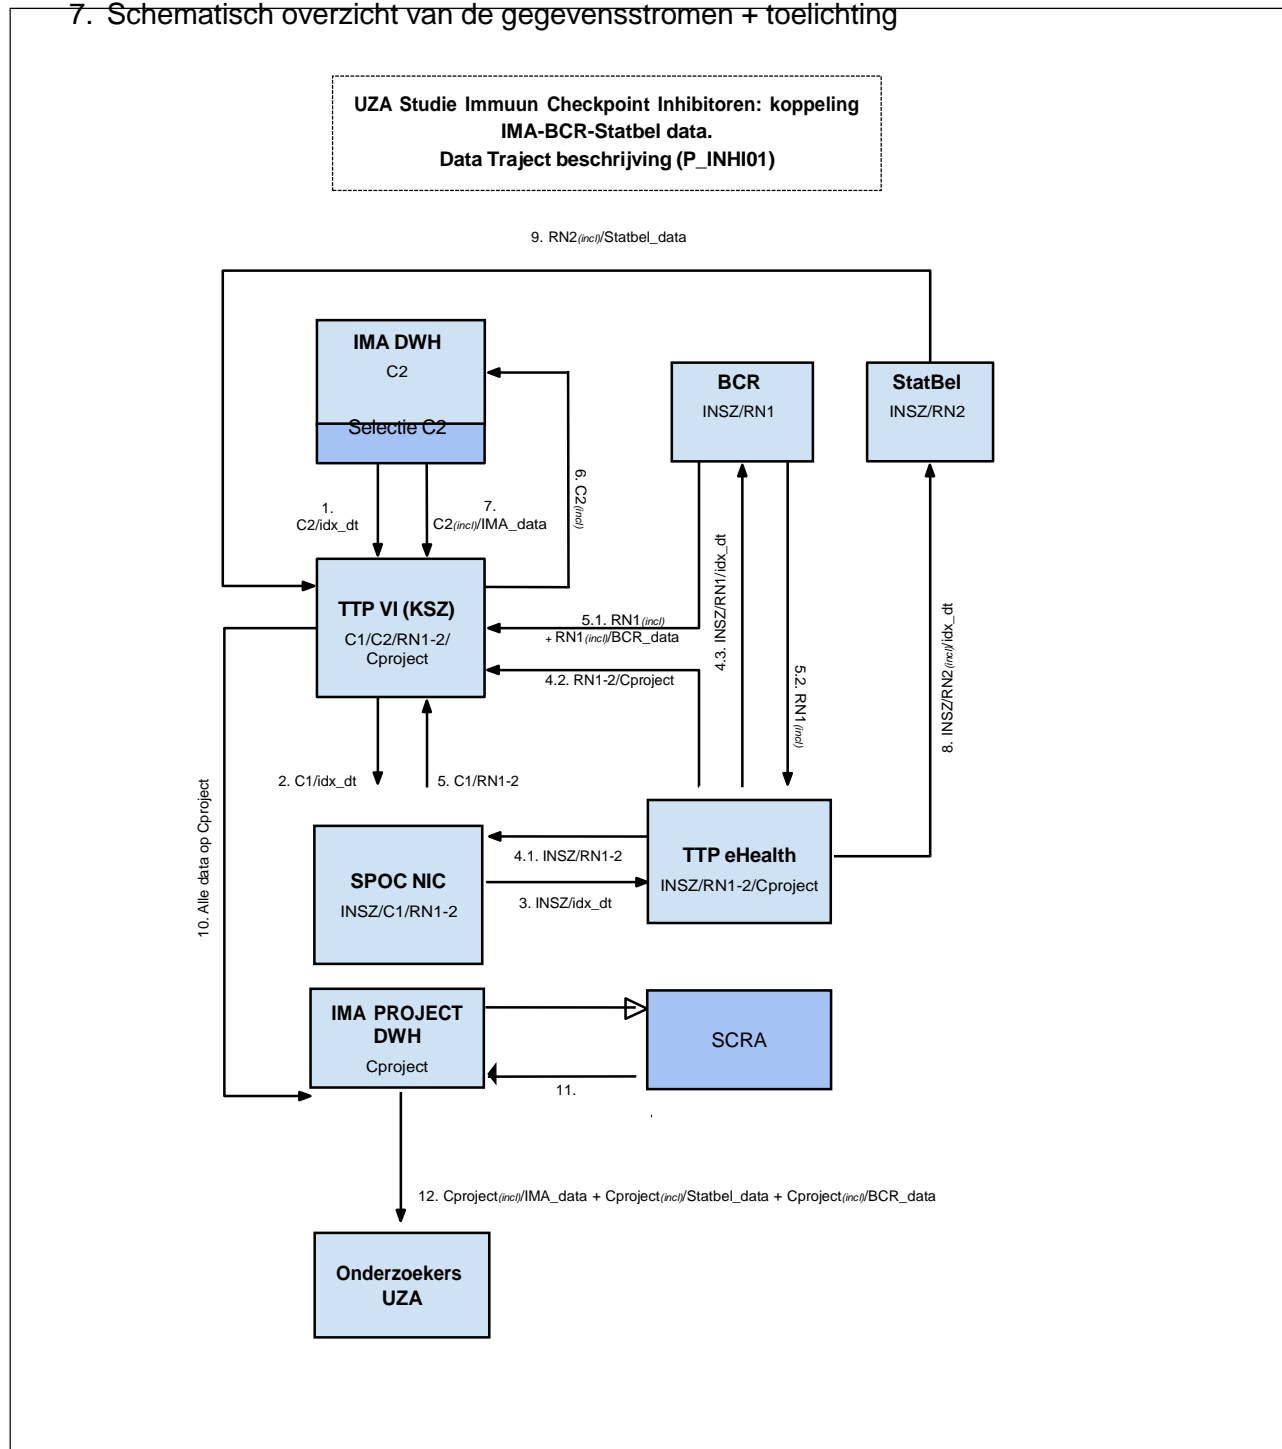 7. Schematisch overzicht van de gegevensstromen + toelichting
UZA Studie Immuun Checkpoint Inhibitoren: koppeling
IMA-BCR-Statbel data.
Data Traject beschrijving (P_INHI01)
9. RN2(incl)/Statbel_data
IMA DWH
C2
Selectie C2
BCR
INSZ/RN1
StatBel
INSZ/RN2
1.
C2/idx_dt
7.
C2(incl)/IMA_data
6. C2(incl)
TTP VI (KSZ)
C1/C2/RN1-2/
Cproject
5.1. RN1(incl)
+ RN1(incl)/BCR_data
4.2. RN1-2/Cproject
4.3. INSZ/RN1/idx_dt
5.2. RN1(incl)
8. INSZ/RN2(incl)/idx_dt
2. C1/idx_dt
5. C1/RN1-2
10. Alle data op Cproject
SPOC NIC
INSZ/C1/RN1-2
4.1. INSZ/RN1-2
3. INSZ/idx_dt
TTP eHealth
INSZ/RN1-2/Cproject
IMA PROJECT
DWH
Cproject
SCRA
11.
12. Cproject(incl)/IMA_data + Cproject(incl)/Statbel_data + Cproject(incl)/BCR_data
Onderzoekers
UZA